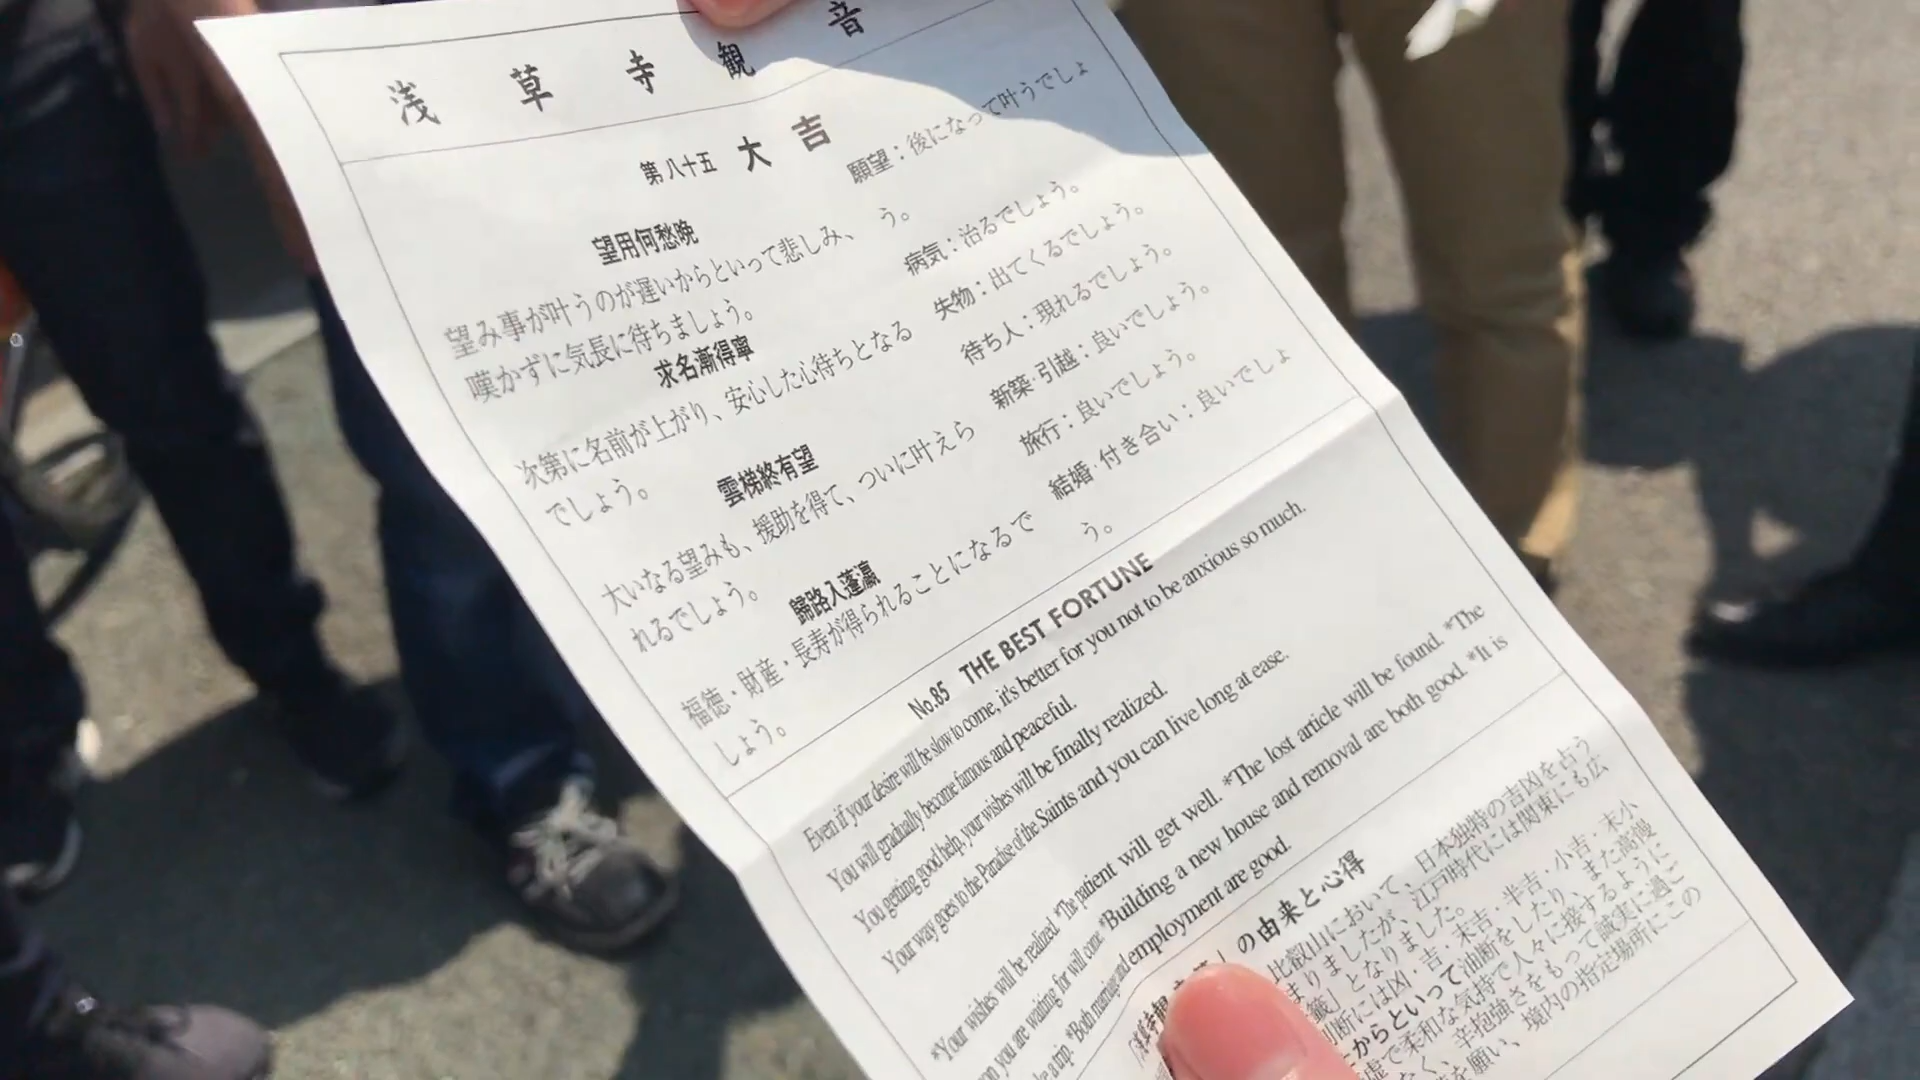 浅草寺観音
第八十五 大吉
望用何愁晩
望み事が叶うのが遅いからといって悲しみ、
嘆かずに気長に待ちましょう。
求名漸得寧
次第に名前が上がり、安心した心待ちとなる
でしょう。
雲梯終有望
大いなる望みも、援助を得て、ついに叶えら
れるでしょう。
歸路入蓬瀛
福徳・財産・長寿が得られることになるで
しょう。
願望：後になって叶うでしょ
う。
病気：治るでしょう。
失物：出てくるでしょう。
待ち人：現れるでしょう。
新築・引越：良いでしょう。
旅行：良いでしょう。
結婚・付き合い：良いでしょ
う。
No.85 THE BEST FORTUNE
Even if your desire will be slow to come, it's better for you not to be anxious so much.
You will gradually become famous and peaceful.
You getting good help, your wishes will be finally realized.
Your way goes to the Paradise of the Saints and you can live long at ease.
*Your wishes will be realized. *The patient will get well. *The lost article will be found. *The
on you are waiting for will come. *Building a new house and removal are both good. *It is
e a trip. *Both marriage and employment are good.
」の由来と心得
比叡山において、日本独特の吉凶を占う
まりましたが、江戸時代には関東にも広
籤」となりました。
判断には凶・吉・末吉・半吉・小吉・末小
からといって油断をしたり、また高慢
虚で柔和な気持で人々に接するように
なく、辛抱強さをもって誠実に過ご
を願い、境内の指定場所にこの